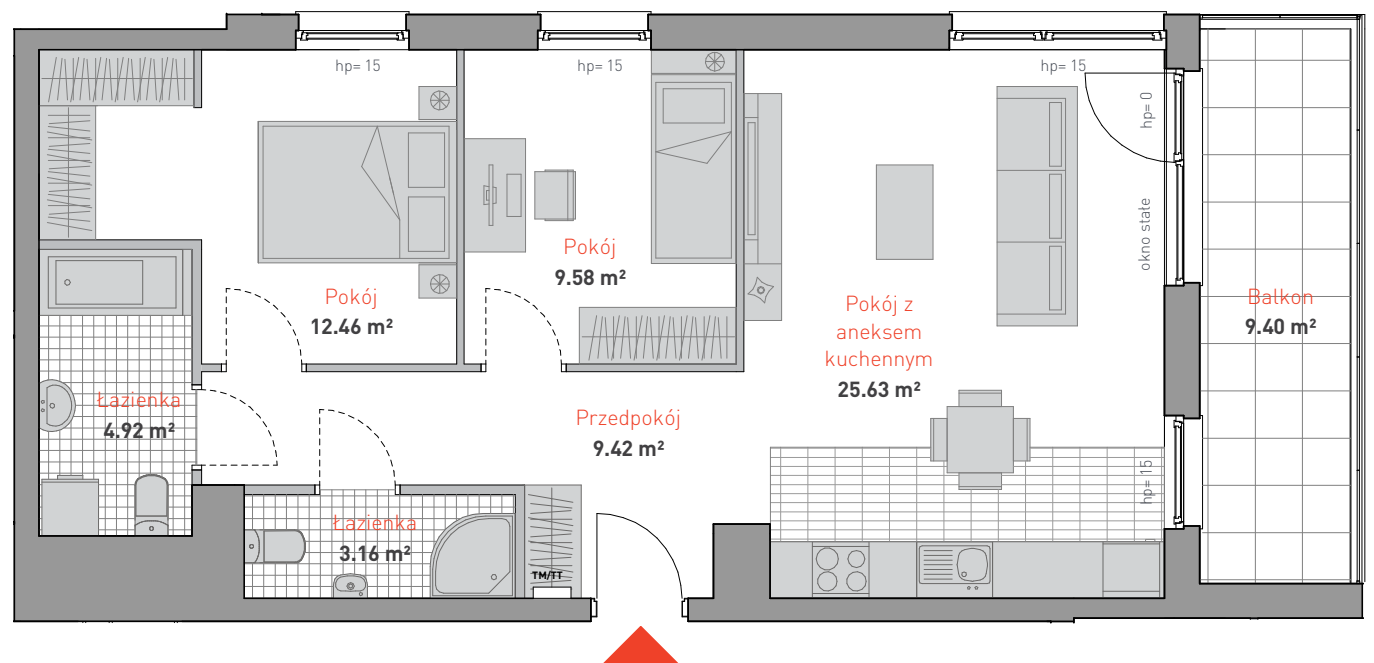 hp= 15
hp= 15
hp= 15
hp= 0
okno stałe
Pokój
12.46 m²
Pokój
9.58 m²
Pokój z
aneksem
kuchennym
25.63 m²
Balkon
9.40 m²
Łazienka
4.92 m²
Przedpokój
9.42 m²
hp= 15
Łazienka
3.16 m²
TM/TT